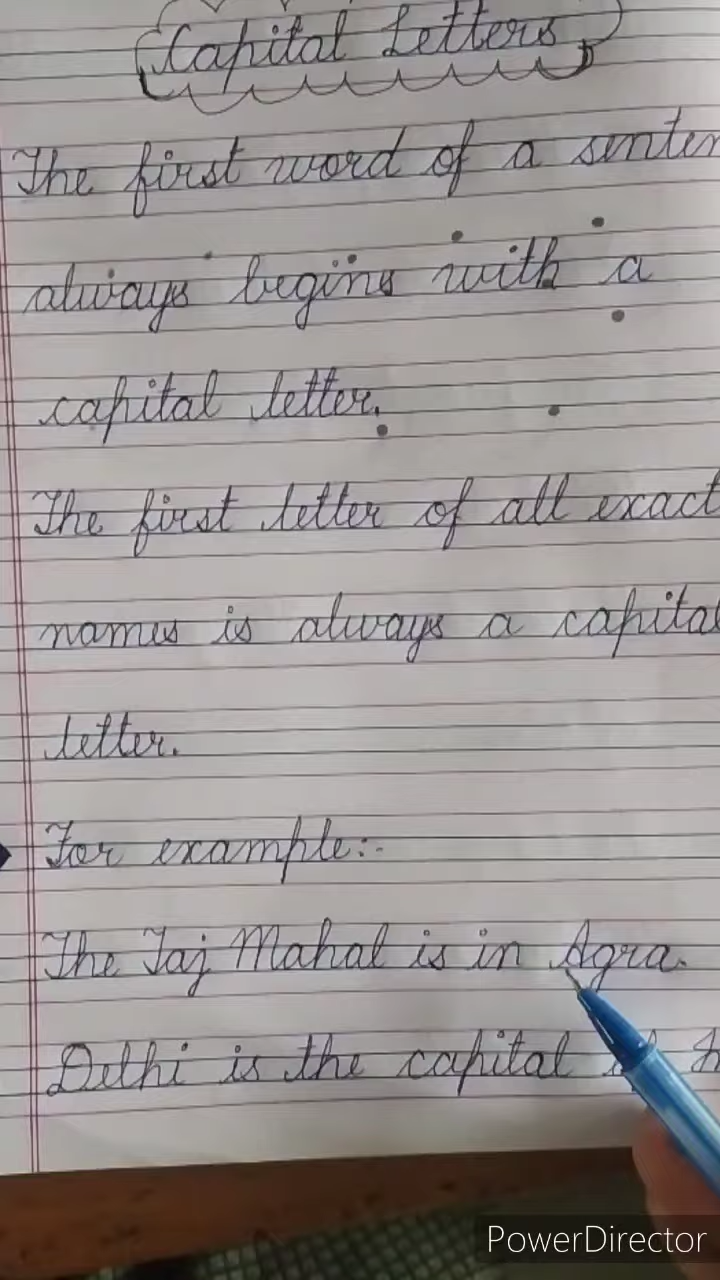 Capital Letters
The first word of a senten
always begins with a
capital letter.
The first letter of all exact
names is always a capital
letter.
For example:-
The Taj Mahal is in Agra.
Delhi is the capital
PowerDirector